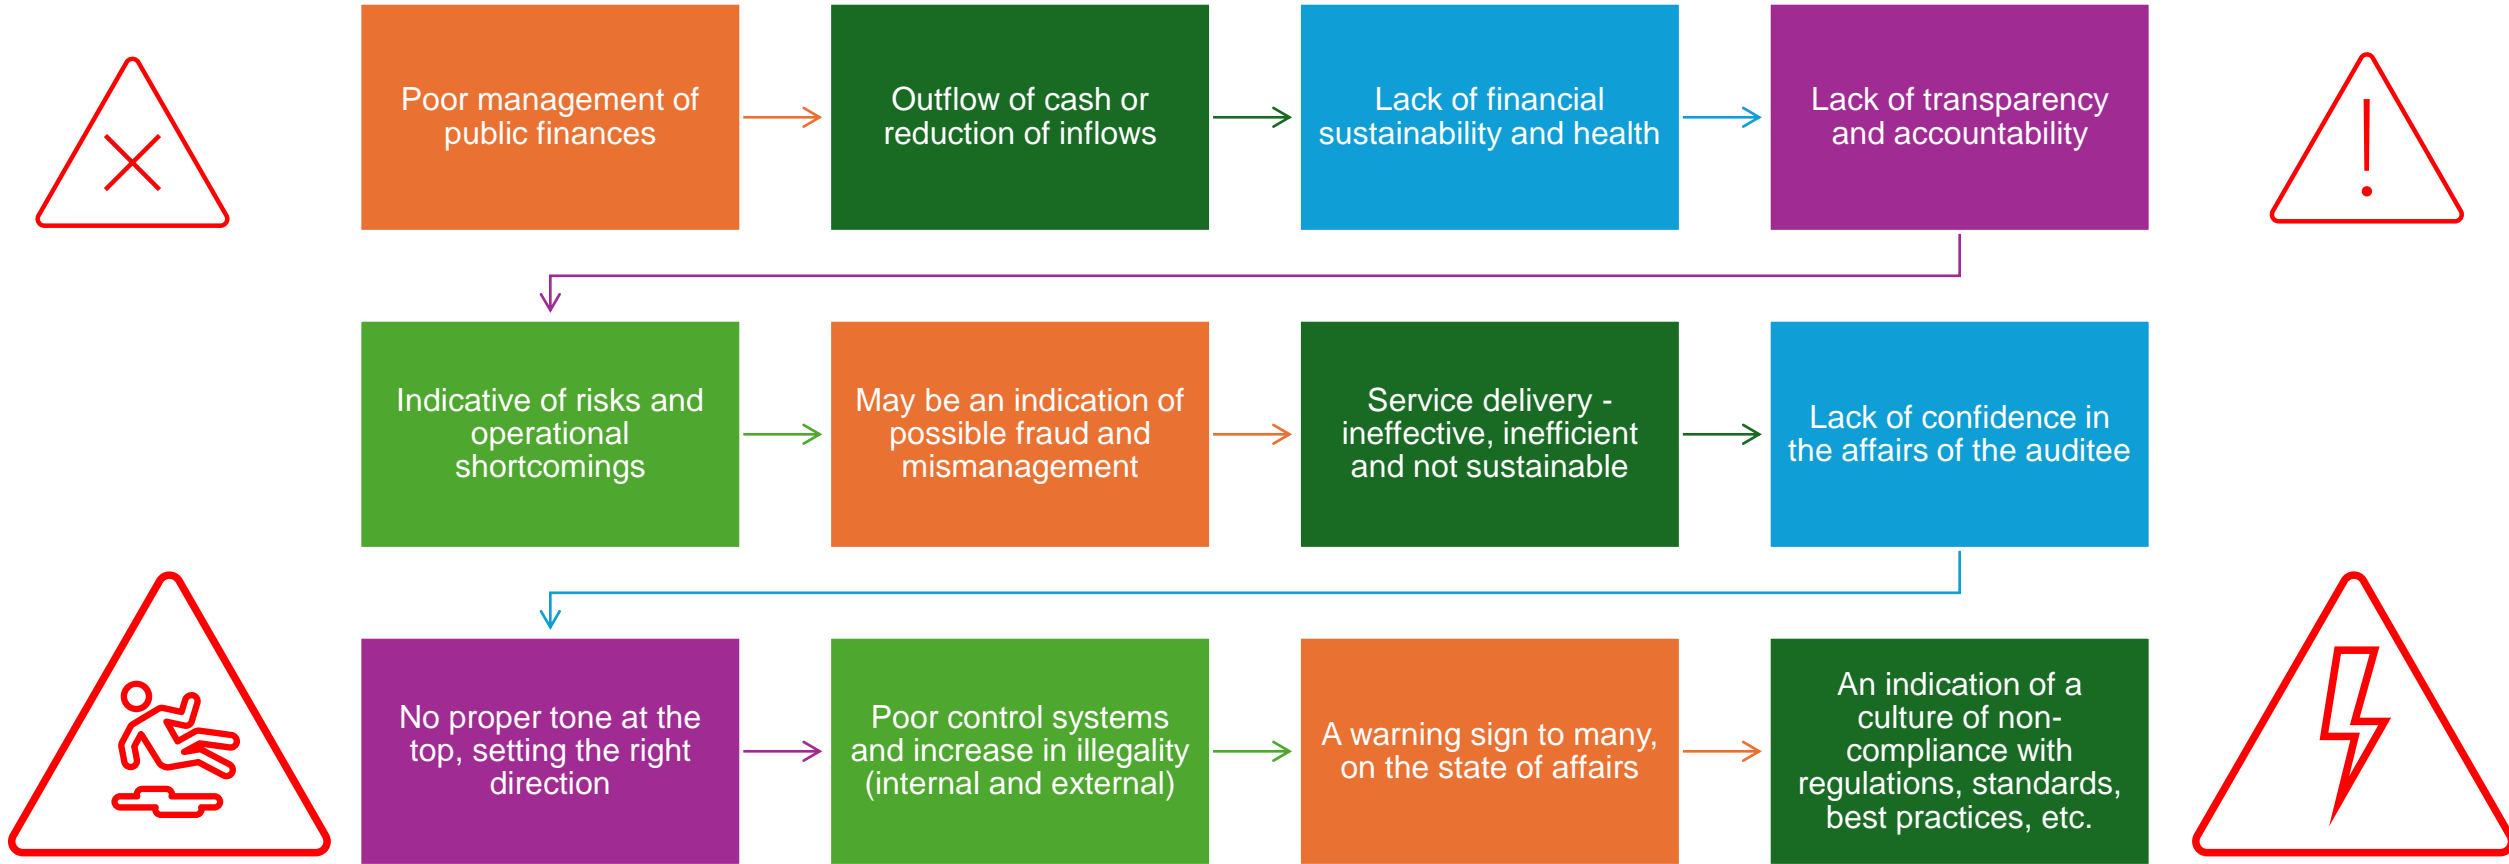 Poor management of
public finances
Outflow of cash or
reduction of inflows
Lack of financial
sustainability and health
Lack of transparency
and accountability
Indicative of risks and
operational
shortcomings
May be an indication of
possible fraud and
mismanagement
Service delivery -
ineffective, inefficient
and not sustainable
Lack of confidence in
the affairs of the auditee
No proper tone at the
top, setting the right
direction
Poor control systems
and increase in illegality
(internal and external)
A warning sign to many,
on the state of affairs
An indication of a
culture of non-
compliance with
regulations, standards,
best practices, etc.